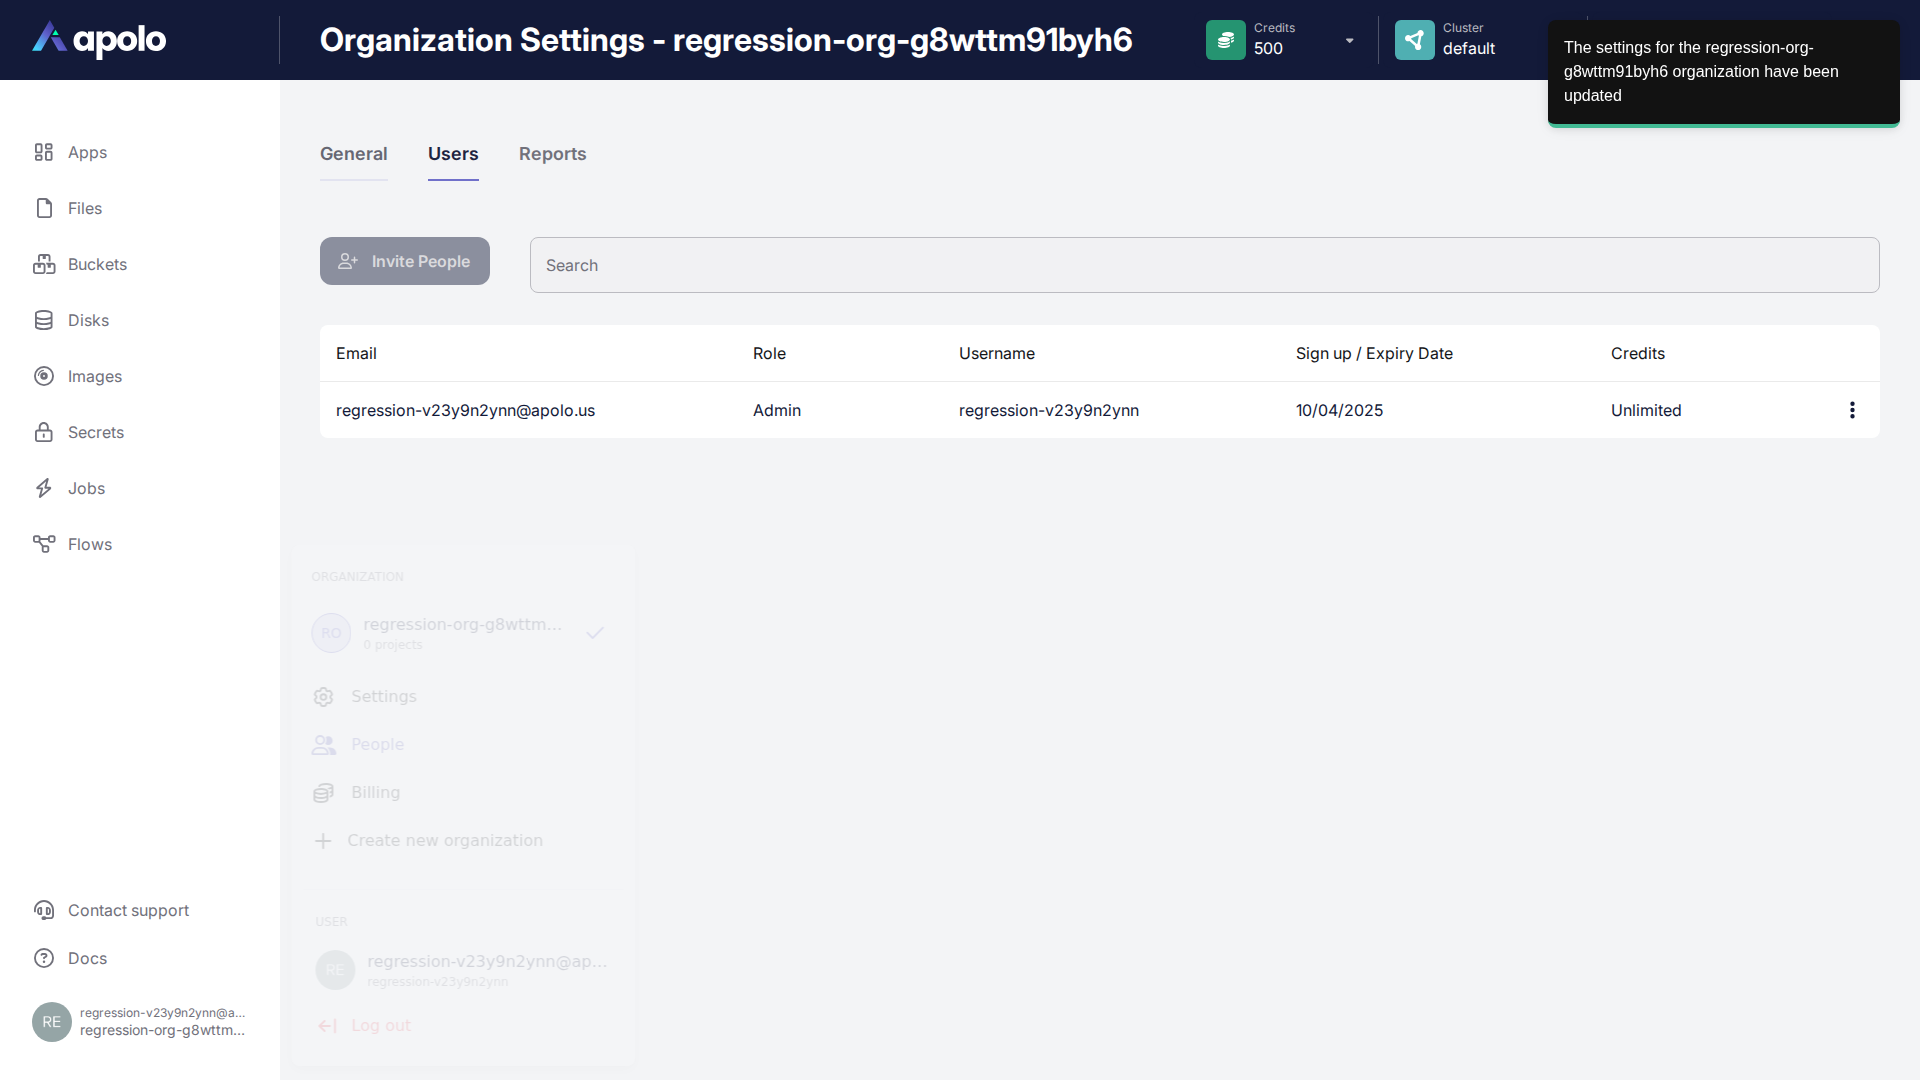 apolo
Organization Settings - regression-org-g8wttm91byh6
Credits
500
Cluster
default
The settings for the regression-org-
g8wttm91byh6 organization have been
updated
Apps
Files
Buckets
Disks
Images
Secrets
Jobs
Flows
Contact support
Docs
RE
regression-v23y9n2ynn@a...
regression-org-g8wttm...
General
Users
Reports
Invite People
Search
Email
Role
Username
Sign up / Expiry Date
Credits
regression-v23y9n2ynn@apolo.us
Admin
regression-v23y9n2ynn
10/04/2025
Unlimited
ORGANIZATION
RO
regression-org-g8wttm...
0 projects
Settings
People
Billing
Create new organization
USER
RE
regression-v23y9n2ynn@ap...
regression-v23y9n2ynn
Log out